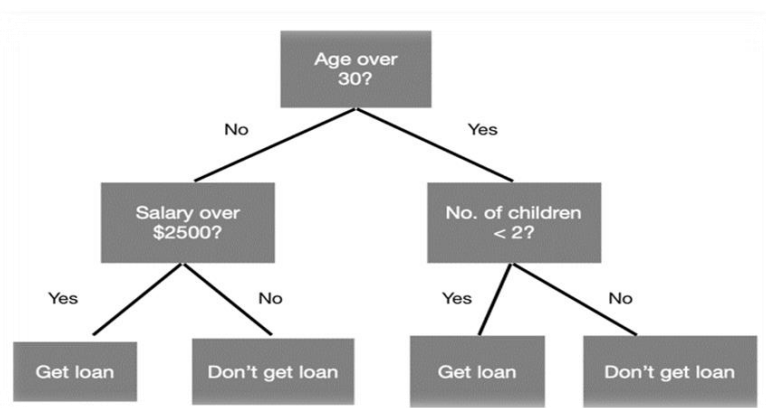 Age over
30?
No
Yes
Salary over
$2500?
No. of children
< 2?
Yes
No
Yes
No
Get loan
Don't get loan
Get loan
Don't get loan